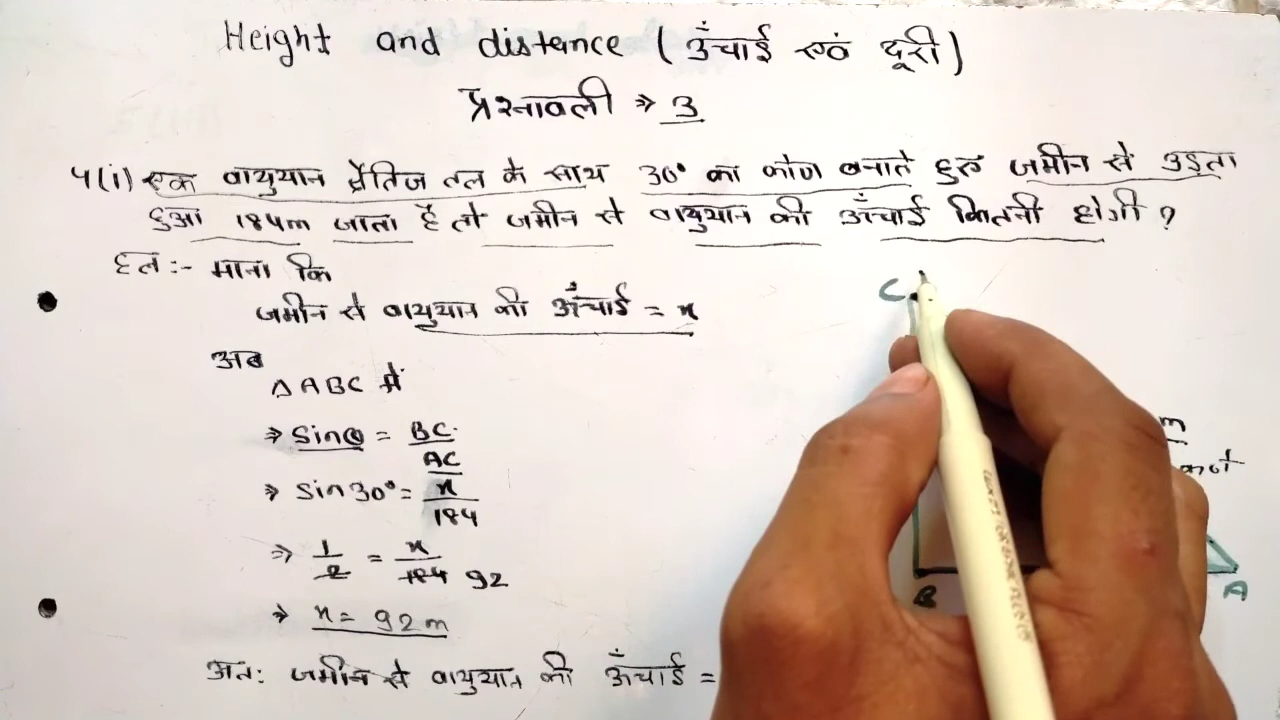 Height and distance (ऊँचाई एवं दूरी)
प्रश्नावली ⇒ 3
4(i) एक वायुयान क्षैतिज तल के साथ 30° का कोण बनाते हुए जमीन से उड़ता
हुआ 184m जाता है तो जमीन से वायुयान की ऊँचाई कितनी होगी ?
हल :- माना कि
जमीन से वायुयान की ऊँचाई = x
अब
△ABC में
⇒ Sinθ = BC/AC
⇒ Sin30° = x/184
⇒ 1/2 = x/184 92
⇒ x = 92m
अतः जमीन से वायुयान की ऊँचाई =
C
m
कर्ण
B
A